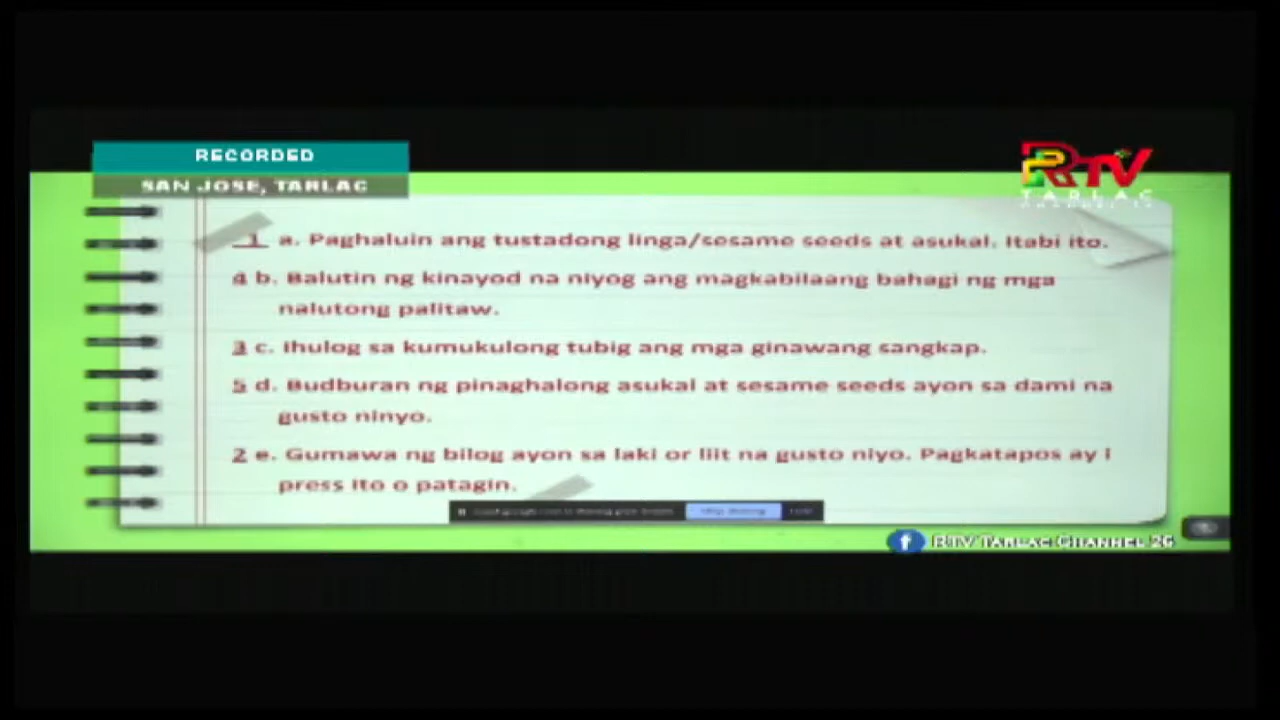 RECORDED
SAN JOSE, TARLAC
RTV
TARLAC
1 a. Paghaluin ang tustadong linga/sesame seeds at asukal. Itabi ito.
4 b. Balutin ng kinayod na niyog ang magkabilaang bahagi ng mga
nalutong palitaw.
3 c. Ihulog sa kumukulong tubig ang mga ginawang sangkap.
5 d. Budburan ng pinaghalong asukal at sesame seeds ayon sa dami na
gusto ninyo.
2 e. Gumawa ng bilog ayon sa laki or liit na gusto niyo. Pagkatapos ay i
press ito o patagin.
RTV TARLAC CHANNEL 26